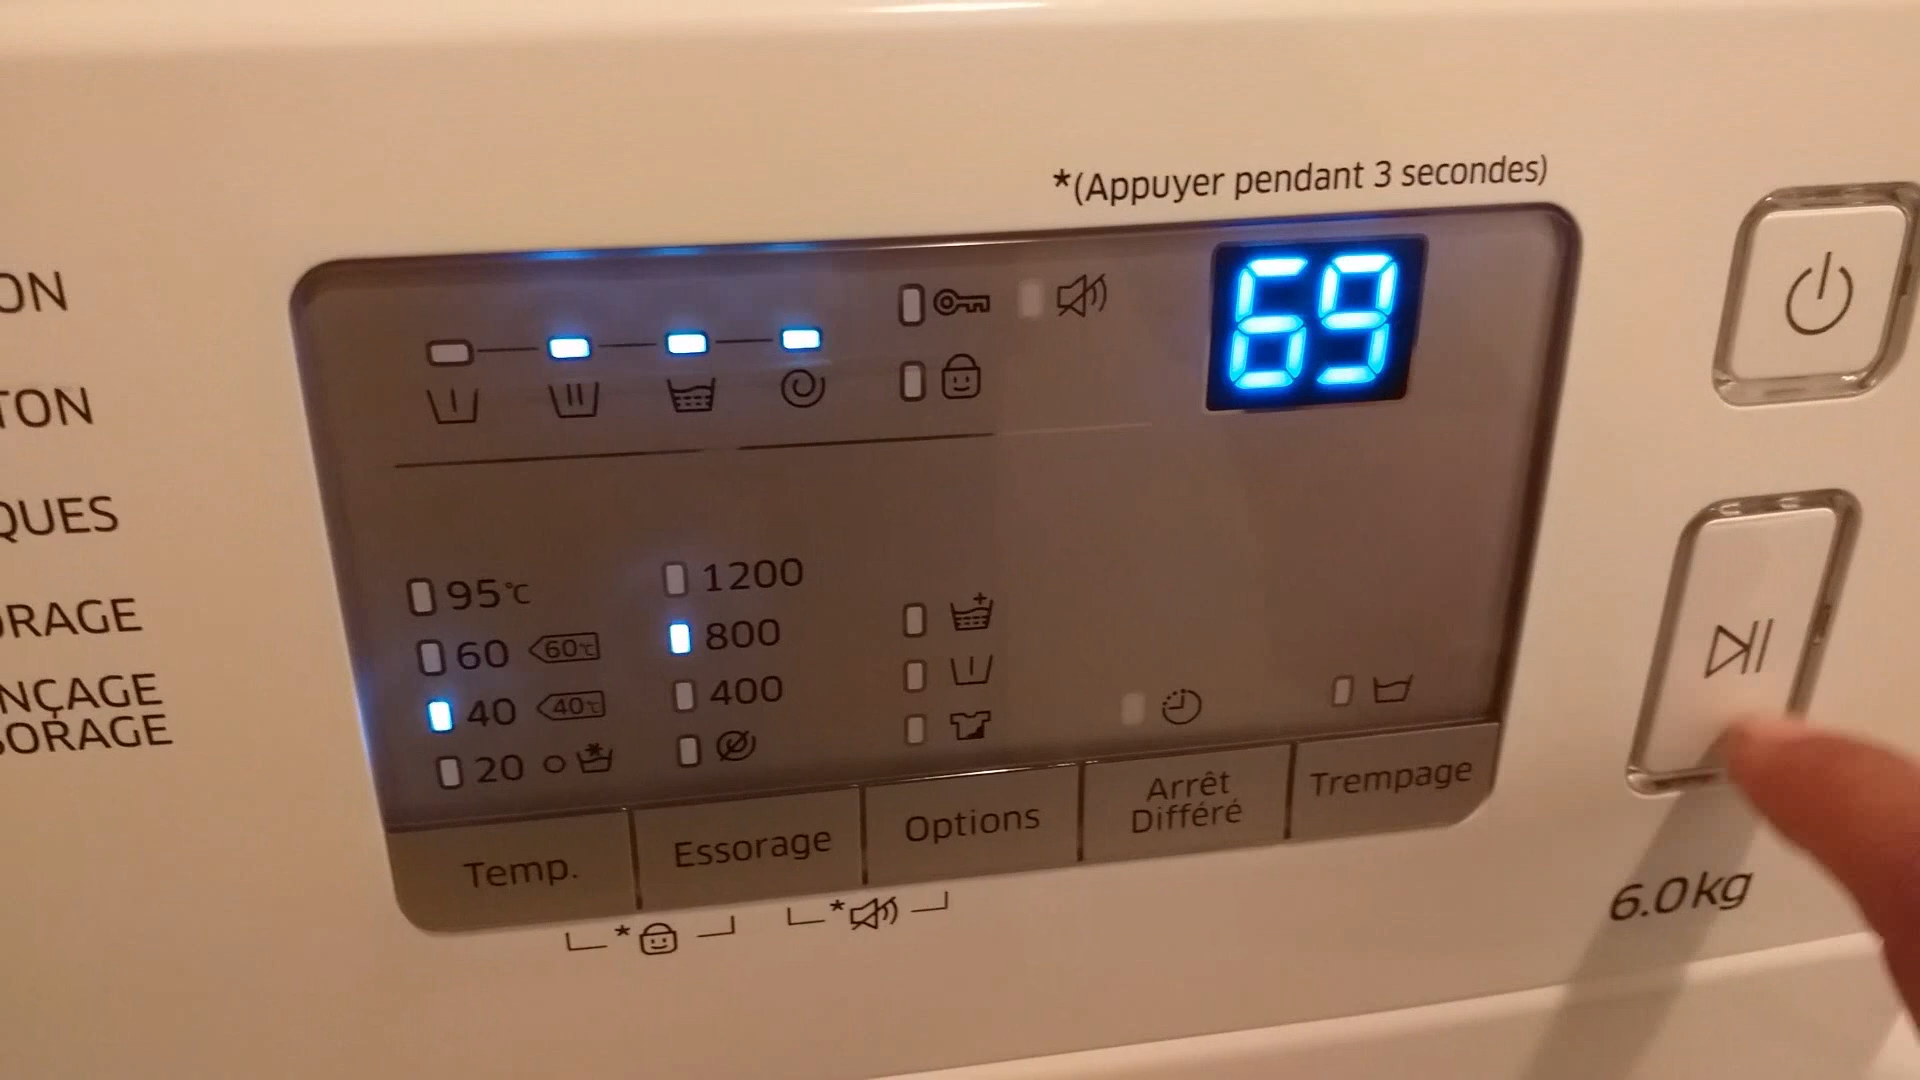 *(Appuyer pendant 3 secondes)
69
ON
TON
QUES
ORAGE
NÇAGE
SORAGE
95°C
60 60°C
40 40°C
20
1200
800
400
Temp.
Essorage
Options
Arrêt
Différé
Trempage
*
*
6.0kg